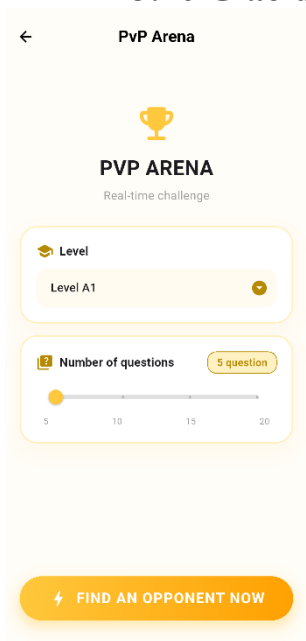 PvP Arena
PVP ARENA
Real-time challenge
Level
Level A1
Number of questions
5 question
5 10 15 20
FIND AN OPPONENT NOW